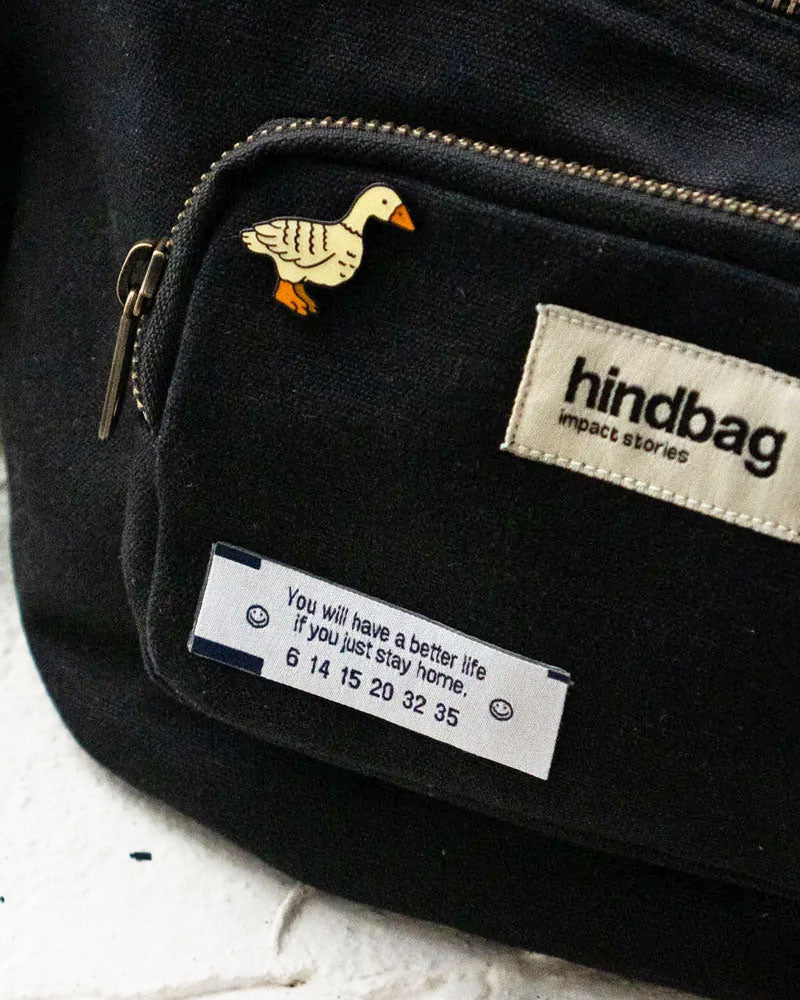 hindbag
impact stories
You will have a better life
if you just stay home.
6 14 15 20 32 35